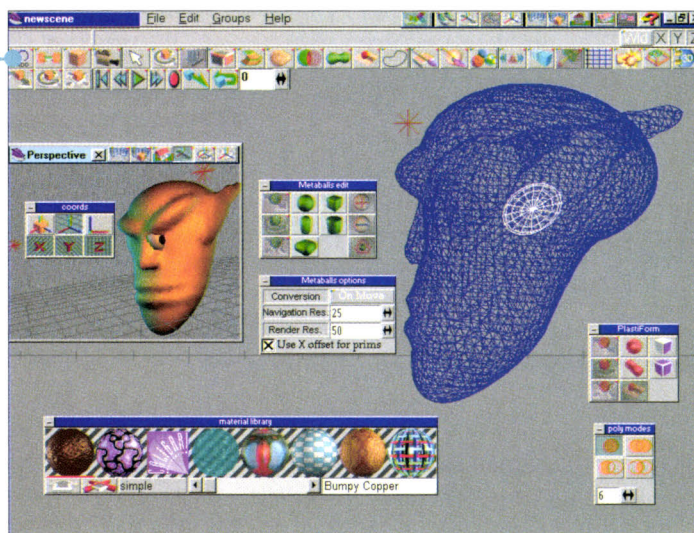 newscene File Edit Groups Help
Wld X Y Z
0
Perspective
coords
X Y Z
Metaballs edit
Metaballs options
Conversion On Move
Navigation Res. 25
Render Res. 50
Use X offset for prims
PlastiForm
material library
simple Bumpy Copper
poly modes
6